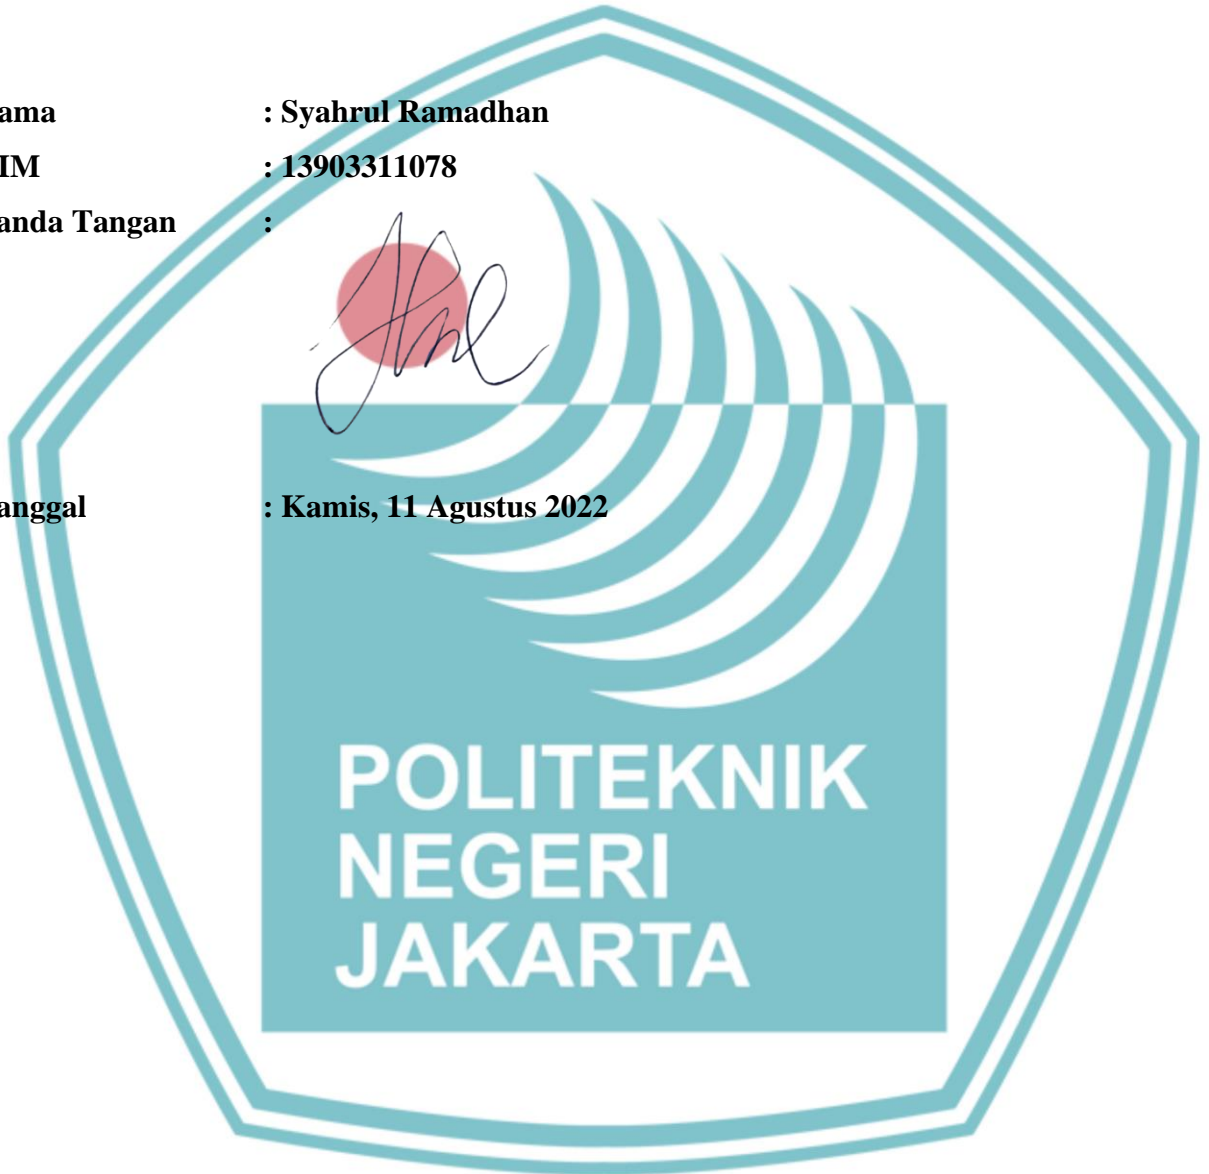 ama : Syahrul Ramadhan
IM : 13903311078
anda Tangan :
anggal : Kamis, 11 Agustus 2022
POLITEKNIK
NEGERI
JAKARTA